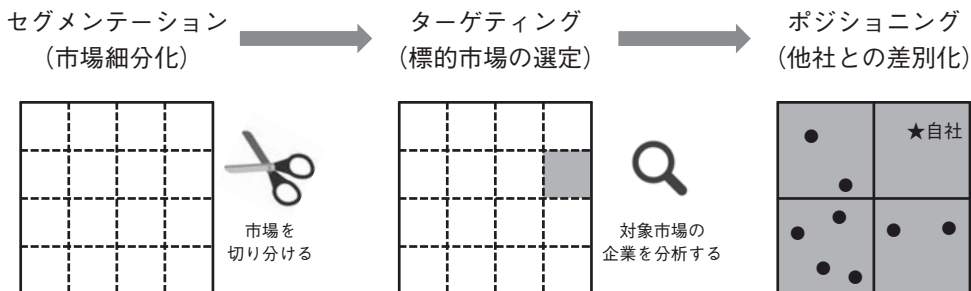 セグメンテーション
（市場細分化）
ターゲティング
（標的市場の選定）
ポジショニング
（他社との差別化）
市場を
切り分ける
対象市場の
企業を分析する
★自社